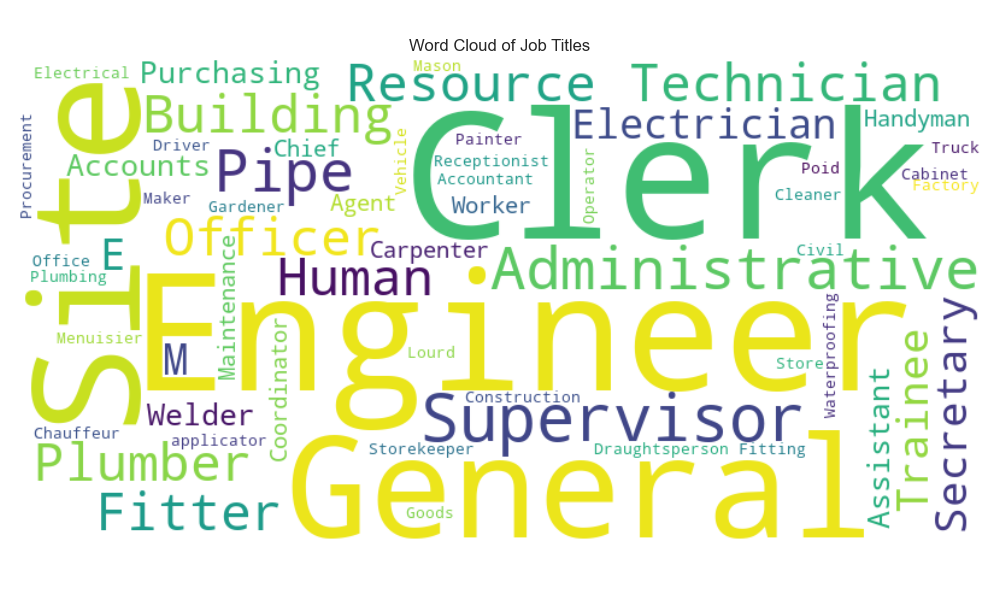 Word Cloud of Job Titles
Electrical
Purchasing
Mason
Resource
Technician
Site
Building
Clerk
Electrician
Handyman
Procurement
Driver
Chief
Vehicle
Painter
Truck
Accounts
Pipe
Receptionist
Operator
Poid
Cabinet
Accountant
Factory
Maker
Gardener
Agent
Worker
Cleaner
Officer
Carpenter
Civil
Office
E
Plumbing
Maintenance
Human
Administrative
Engineer
Menuisier
M
Coordinator
Lourd
Store
Waterproofing
Secretary
Trainee
Assistant
Construction
Welder
Supervisor
Chauffeur
applicator
Storekeeper
Draughtsperson
Fitting
Plumber
General
Fitter
Goods